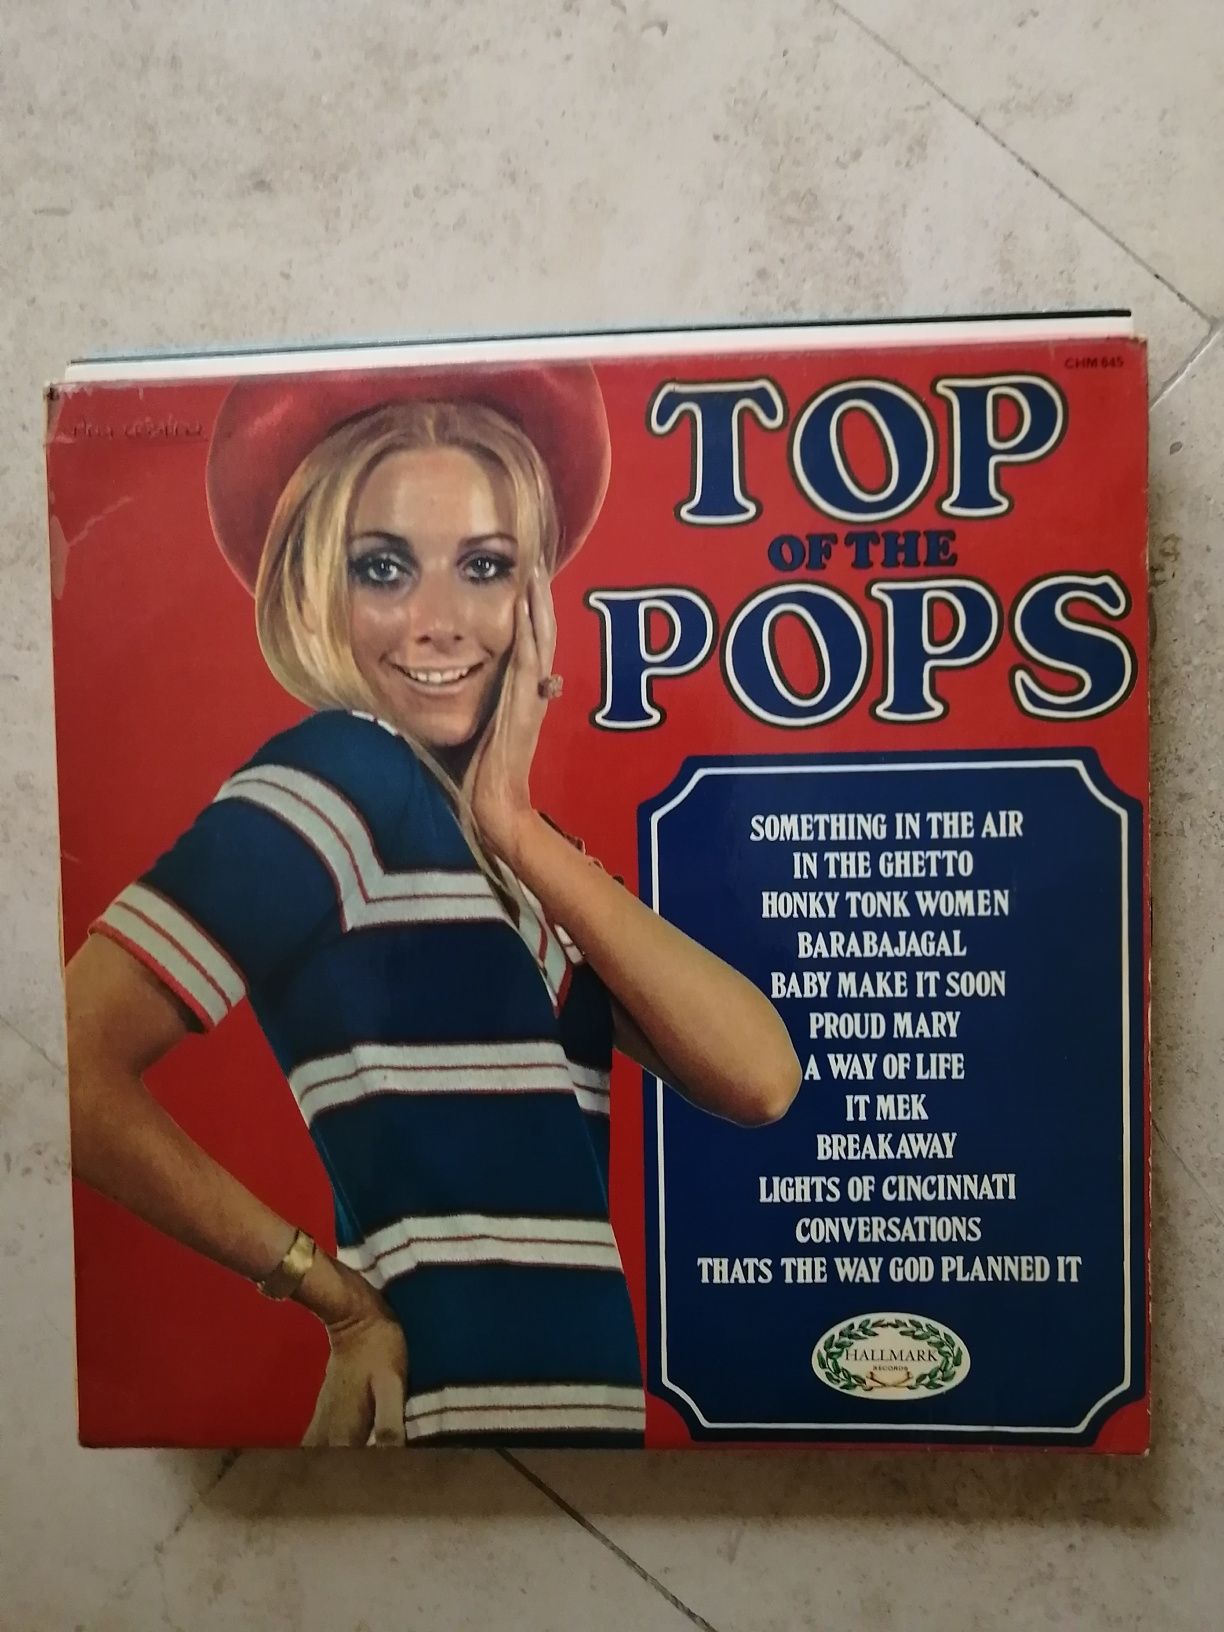 CHM 645
TOP
OF THE
POPS
SOMETHING IN THE AIR
IN THE GHETTO
HONKY TONK WOMEN
BARABAJAGAL
BABY MAKE IT SOON
PROUD MARY
A WAY OF LIFE
IT MEK
BREAKAWAY
LIGHTS OF CINCINNATI
CONVERSATIONS
THATS THE WAY GOD PLANNED IT
HALLMARK
RECORDS